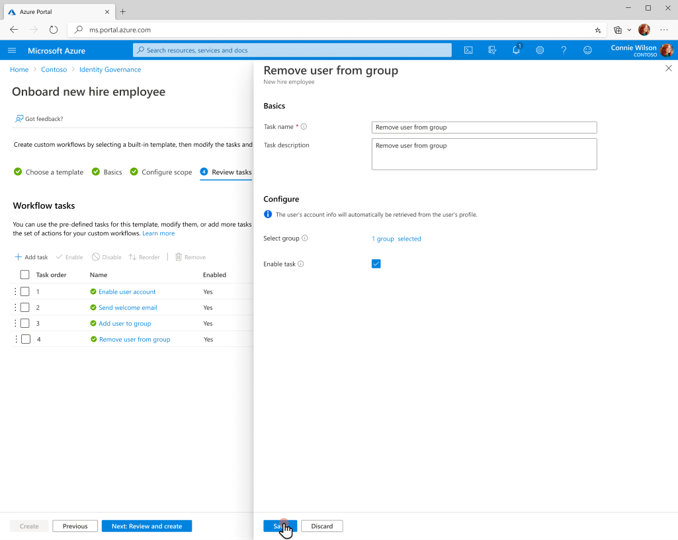 Azure Portal
ms.portal.azure.com
Microsoft Azure
Search resources, services and docs
Connie Wilson
CONTOSO
Home > Contoso > Identity Governance
Onboard new hire employee
Got feedback?
Create custom workflows by selecting a built-in template, then modify the tasks and
Choose a template
Basics
Configure scope
4 Review tasks
Workflow tasks
You can use the pre-defined tasks for this template, modify them, or add more tasks
the set of actions for your custom workflows. Learn more
Add task Enable Disable Reorder Remove
Task order Name Enabled
1 Enable user account Yes
2 Send welcome email Yes
3 Add user to group Yes
4 Remove user from group Yes
Create Previous Next: Review and create
Remove user from group
New hire employee
Basics
Task name * Remove user from group
Task description Remove user from group
Configure
The user's account info will automatically be retrieved from the user's profile.
Select group 1 group selected
Enable task
Discard